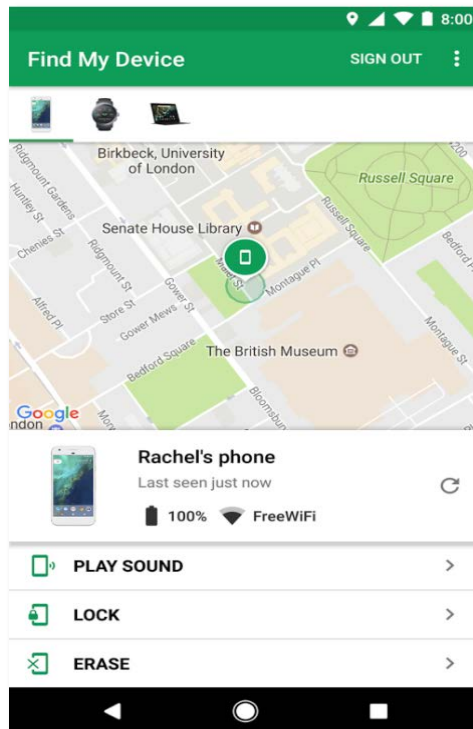 8:00
Find My Device
SIGN OUT
Birkbeck, University
of London
Russell Square
Ridgmount Gardens
Huntley St
Chenies St
Senate House Library
Ridgmount St
Russell
Malet St
Montague Pl
Bedford
Alfred Pl
Store St
Gower St
Gower Mews
Montague St
Bedford Square
The British Museum
Bloomsbury
Google
ndon
Rachel's phone
Last seen just now
100% FreeWiFi
PLAY SOUND
LOCK
ERASE